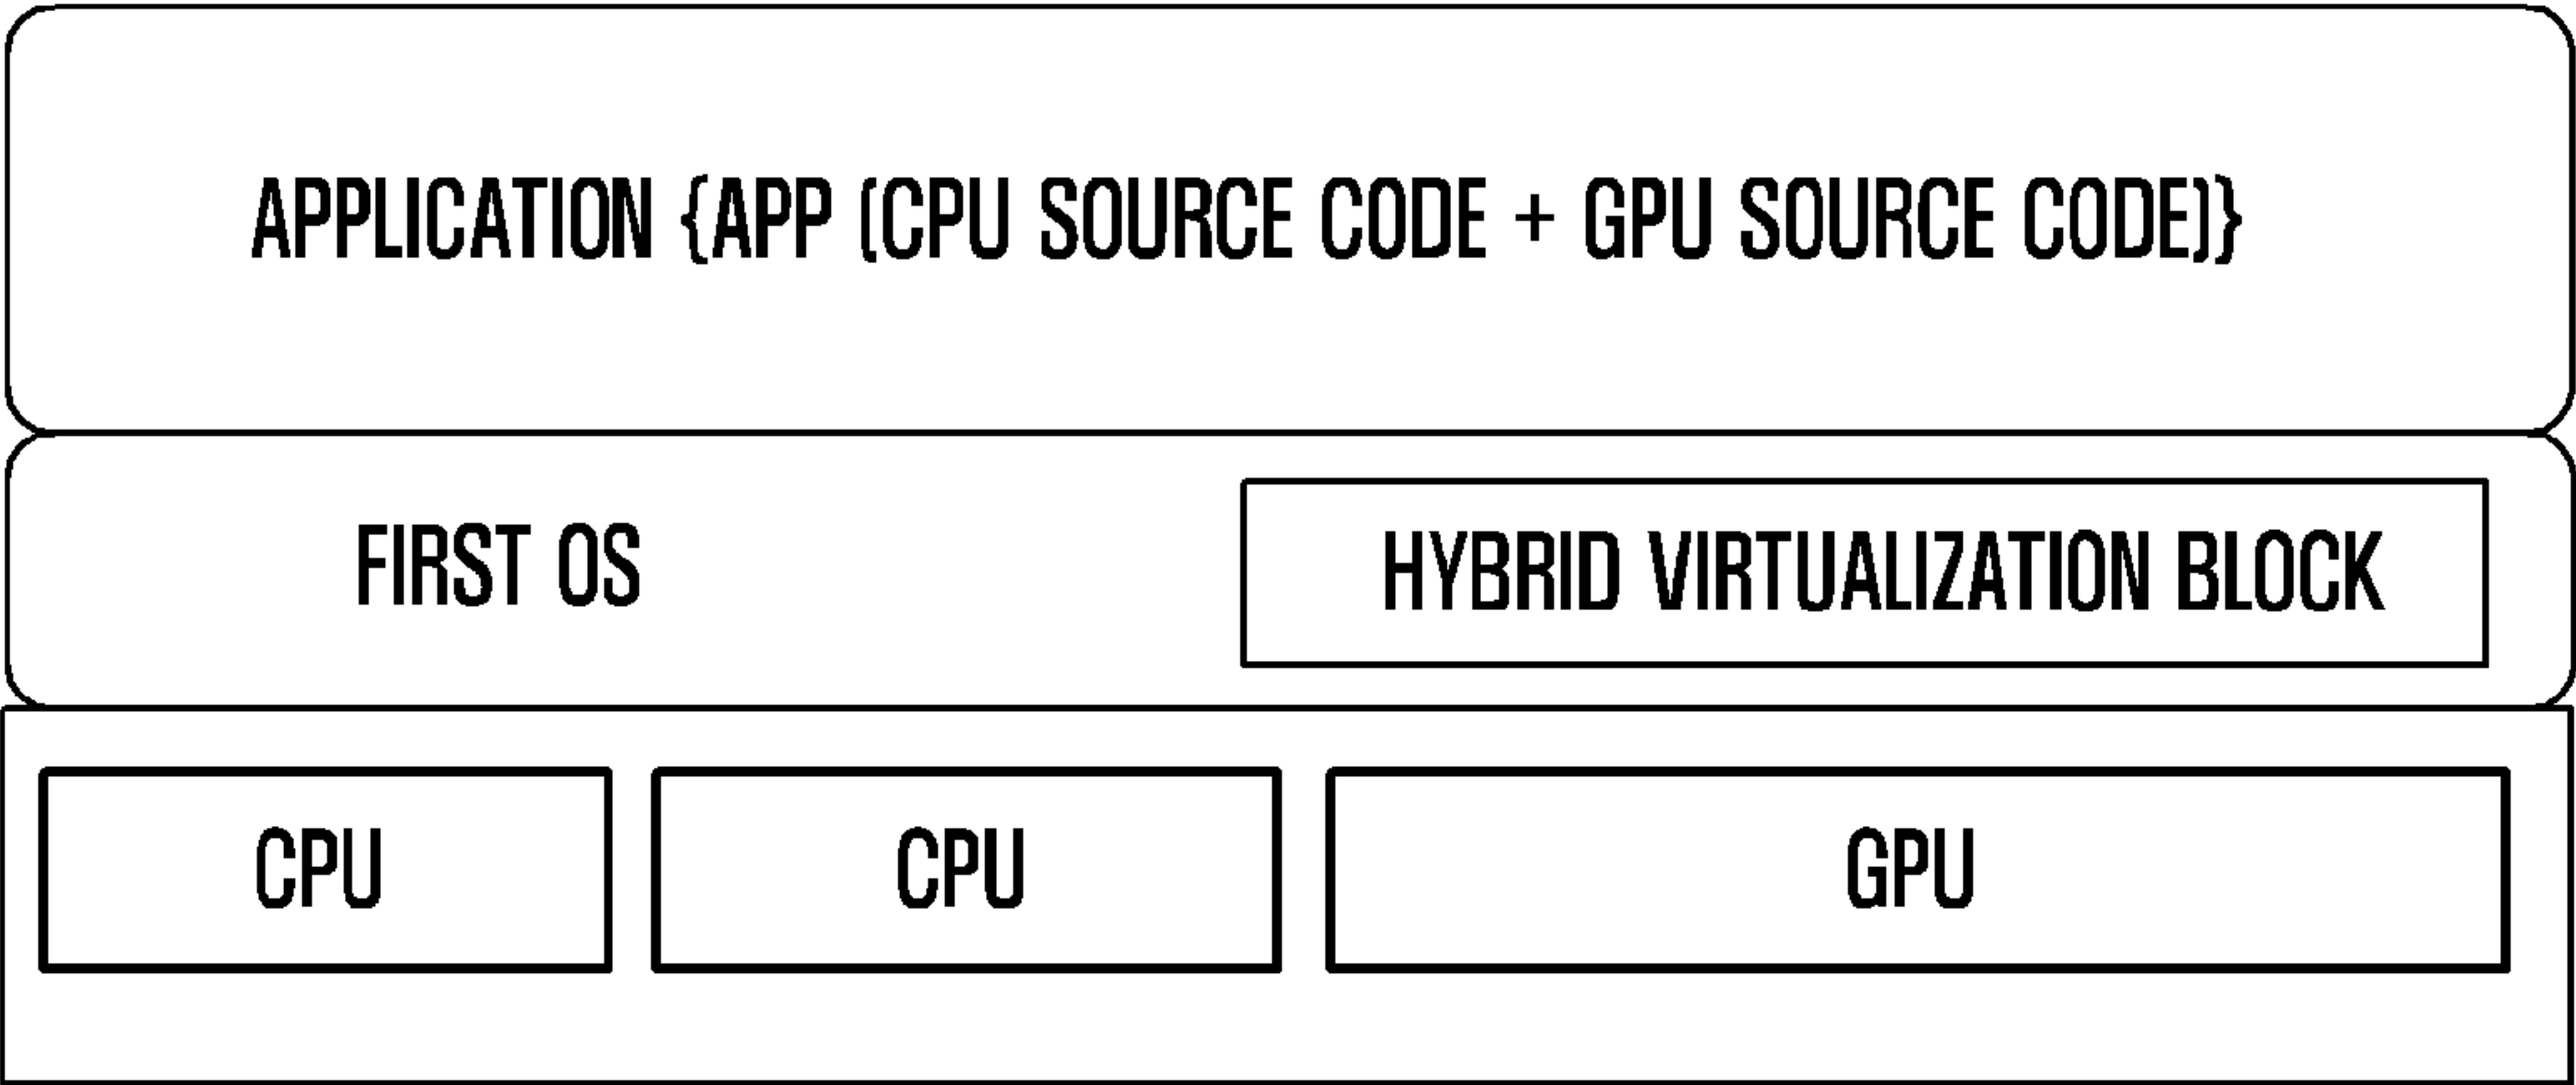 APPLICATION {APP (CPU SOURCE CODE + GPU SOURCE CODE)}
FIRST OS
HYBRID VIRTUALIZATION BLOCK
CPU
CPU
GPU